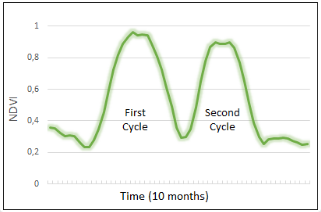 1
0,8
0,6
0,4
0,2
0
NDVI
First
Cycle
Second
Cycle
Time (10 months)